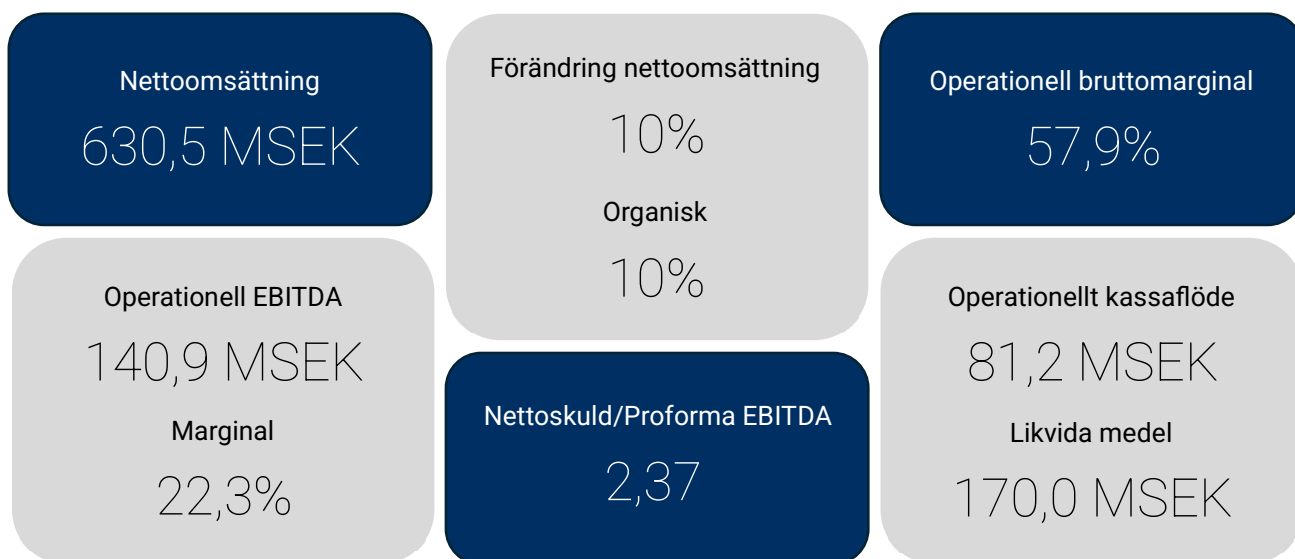 Nettoomsättning
630,5 MSEK
Förändring nettoomsättning
10%
Organisk
10%
Operationell bruttomarginal
57,9%
Operationell EBITDA
140,9 MSEK
Marginal
22,3%
Nettoskuld/Proforma EBITDA
2,37
Operationellt kassaflöde
81,2 MSEK
Likvida medel
170,0 MSEK